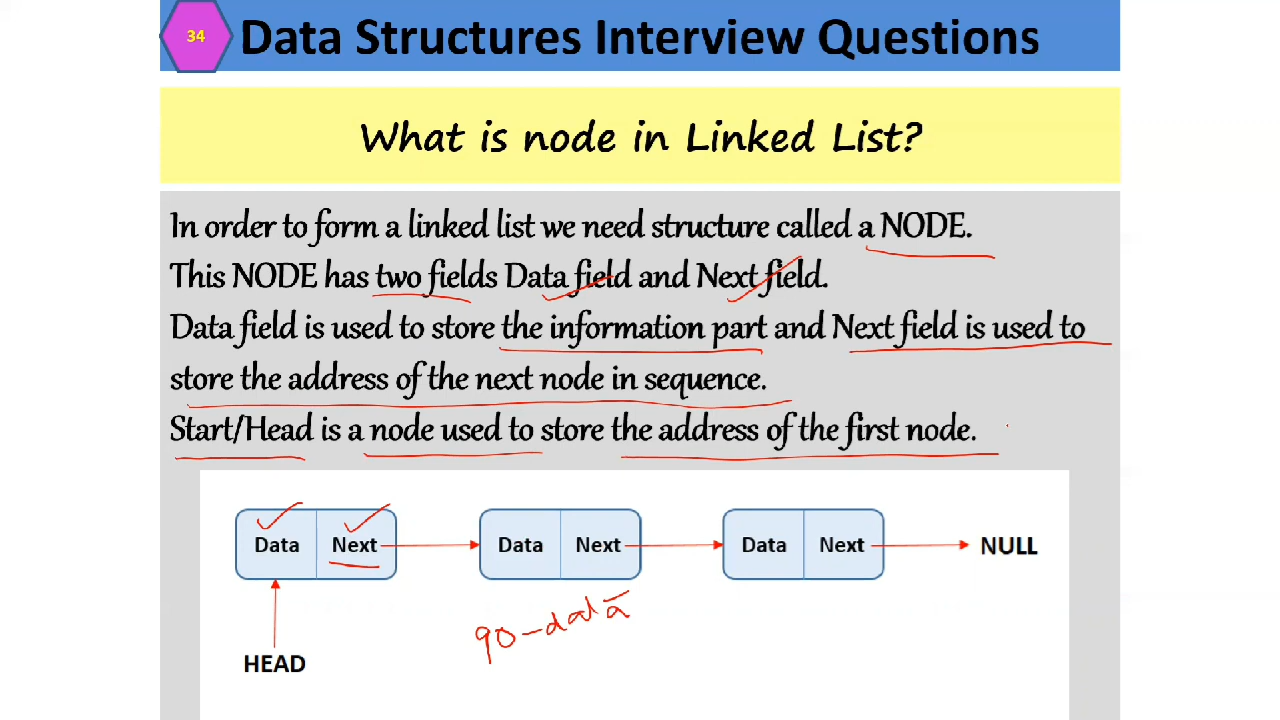 34
Data Structures Interview Questions
What is node in Linked List?
In order to form a linked list we need structure called a NODE.
This NODE has two fields Data field and Next field.
Data field is used to store the information part and Next field is used to
store the address of the next node in sequence.
Start/Head is a node used to store the address of the first node.
Data Next Data Next Data Next NULL
90-data
HEAD